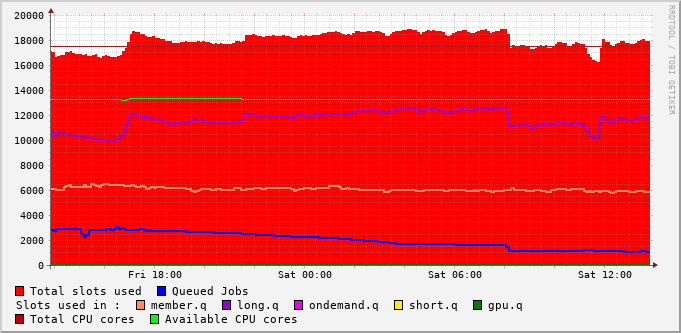 20000
18000
16000
14000
12000
10000
8000
6000
4000
2000
0
Fri 18:00 Sat 00:00 Sat 06:00 Sat 12:00
RRDTOOL / TOBI OETIKER
Total slots used Queued Jobs
Slots used in : member.q long.q ondemand.q short.q gpu.q
Total CPU cores Available CPU cores